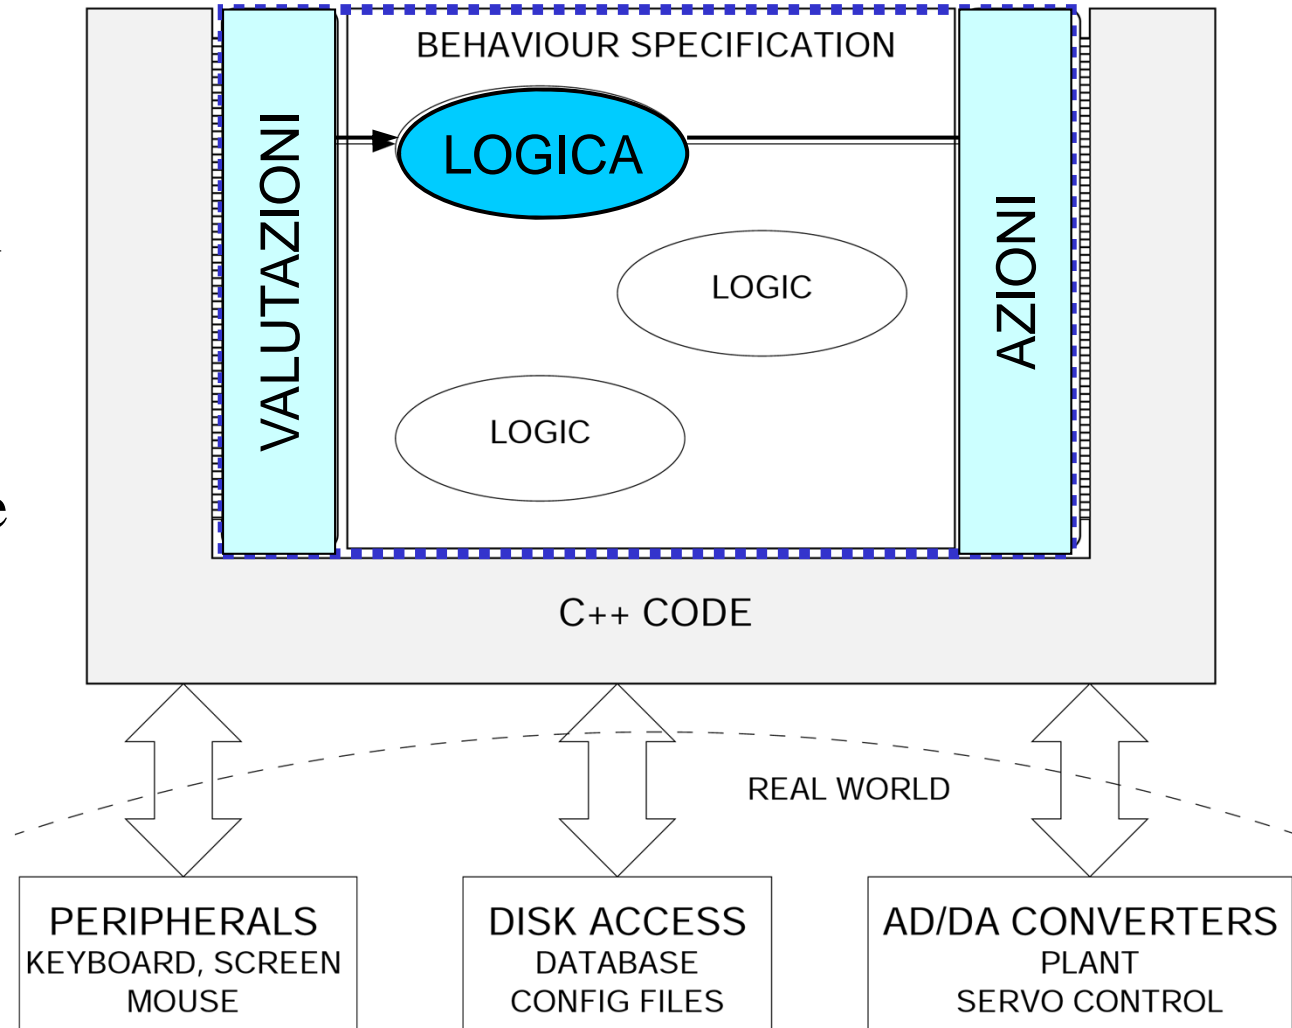 BEHAVIOUR SPECIFICATION
VALUTAZIONI
LOGICA
AZIONI
LOGIC
LOGIC
e
C++ CODE
REAL WORLD
PERIPHERALS
KEYBOARD, SCREEN
MOUSE
DISK ACCESS
DATABASE
CONFIG FILES
AD/DA CONVERTERS
PLANT
SERVO CONTROL